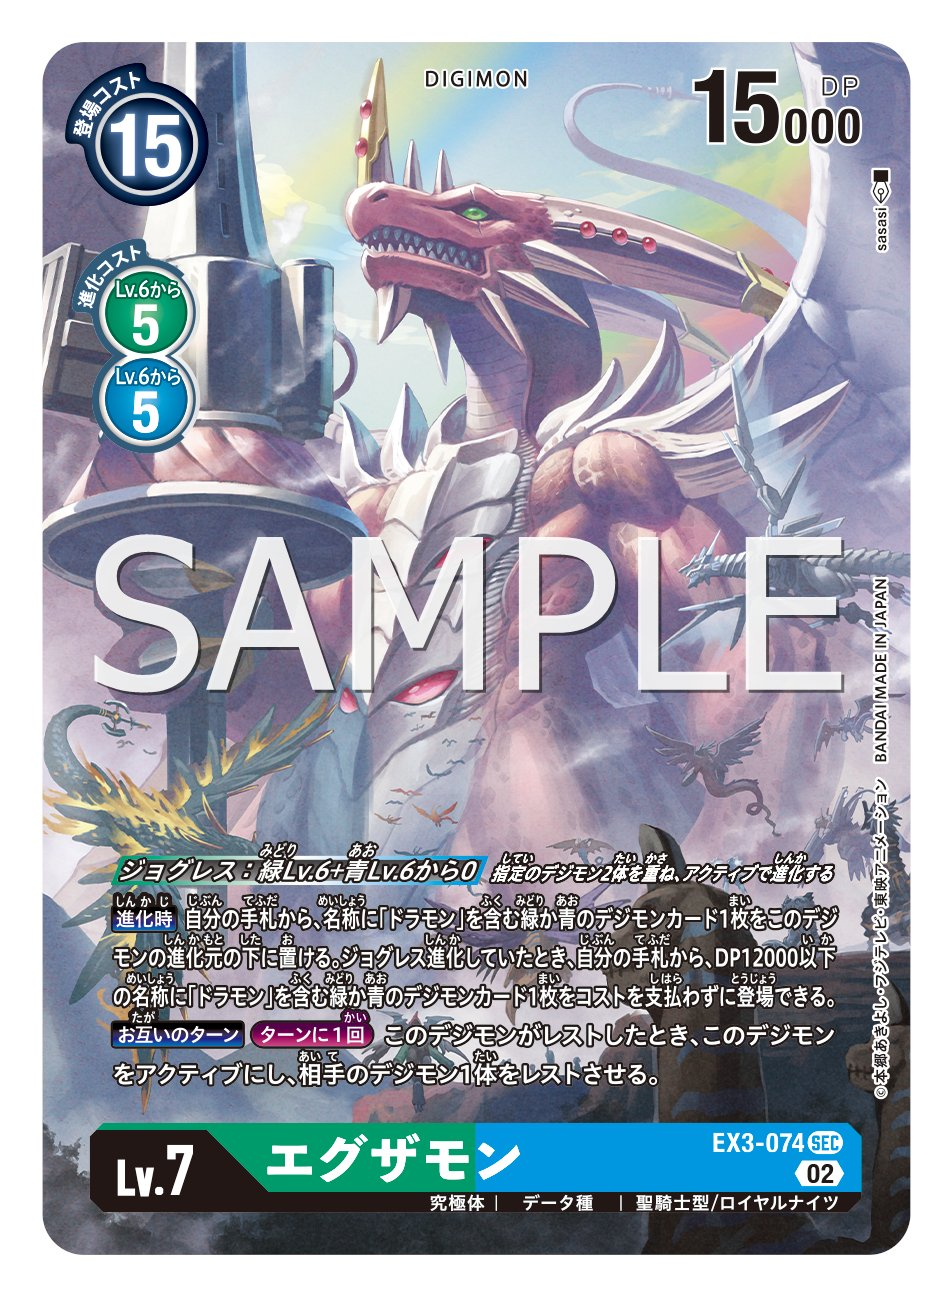 DIGIMON
登場コスト
15
15000
DP
sasasi
進化コスト
Lv.6から
5
Lv.6から
5
SAMPLE
BANDAI MADE IN JAPAN
©本郷あきよし・フジテレビ・東映アニメーション
ジョグレス：緑Lv.6+青Lv.6から0 指定のデジモン2体を重ね、アクティブで進化する
進化時 自分の手札から、名称に「ドラモン」を含む緑か青のデジモンカード1枚をこのデジ
モンの進化元の下に置ける。ジョグレス進化していたとき、自分の手札から、DP12000以下
の名称に「ドラモン」を含む緑か青のデジモンカード1枚をコストを支払わずに登場できる。
お互いのターン ターンに1回 このデジモンがレストしたとき、このデジモン
をアクティブにし、相手のデジモン1体をレストさせる。
Lv.7
エグザモン
EX3-074 SEC
02
究極体 | データ種 | 聖騎士型/ロイヤルナイツ